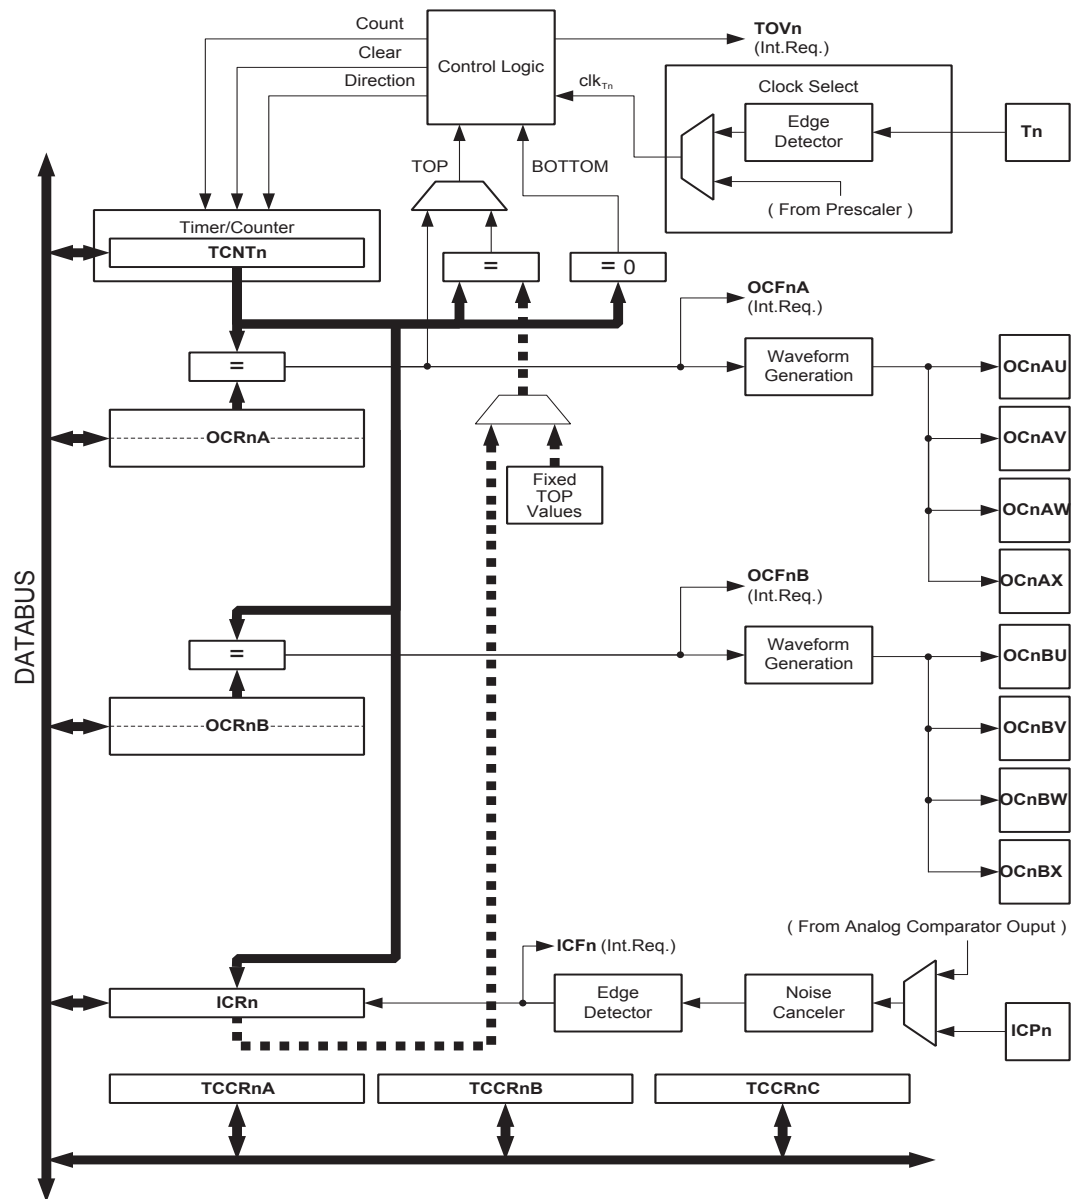 Count
Clear
Direction
Control Logic
TOVn
(Int.Req.)
clkTn
Clock Select
Edge
Detector
Tn
( From Prescaler )
TOP
BOTTOM
Timer/Counter
TCNTn
=
= 0
OCFnA
(Int.Req.)
=
Waveform
Generation
OCnAU
OCRnA
OCnAV
Fixed
TOP
Values
OCnAW
OCnAX
DATABUS
OCFnB
(Int.Req.)
=
Waveform
Generation
OCnBU
OCRnB
OCnBV
OCnBW
OCnBX
( From Analog Comparator Ouput )
ICFn (Int.Req.)
ICRn
Edge
Detector
Noise
Canceler
ICPn
TCCRnA
TCCRnB
TCCRnC